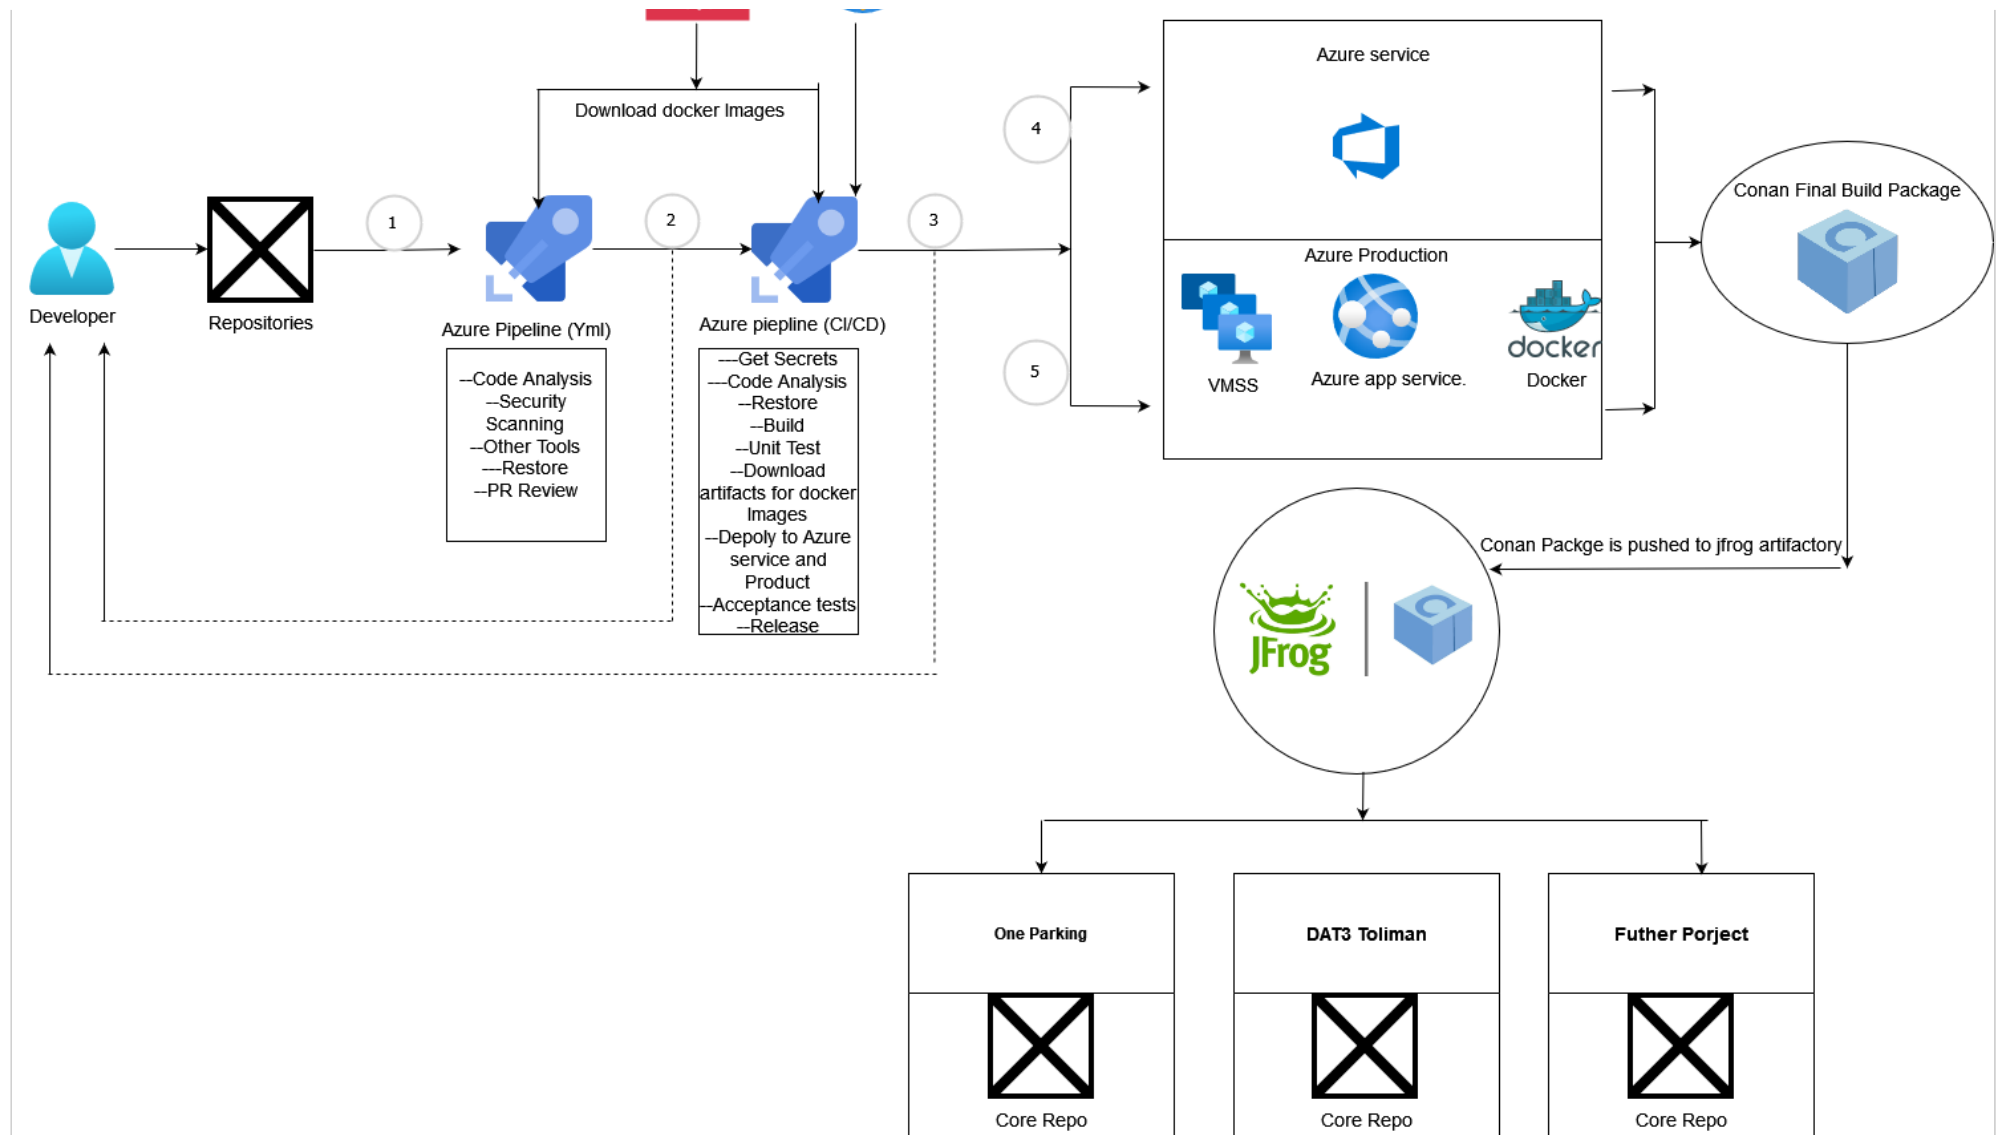 Azure service
Download docker Images
4
1
2
3
Conan Final Build Package
Azure Production
docker
Developer
Repositories
Azure Pipeline (Yml)
Azure piepline (CI/CD)
VMSS
Azure app service.
Docker
5
--Code Analysis
--Security
Scanning
--Other Tools
---Restore
--PR Review
---Get Secrets
---Code Analysis
--Restore
--Build
--Unit Test
--Download
artifacts for docker
Images
--Depoly to Azure
service and
Product
--Acceptance tests
--Release
Conan Packge is pushed to jfrog artifactory
JFrog
One Parking
DAT3 Toliman
Futher Porject
Core Repo
Core Repo
Core Repo